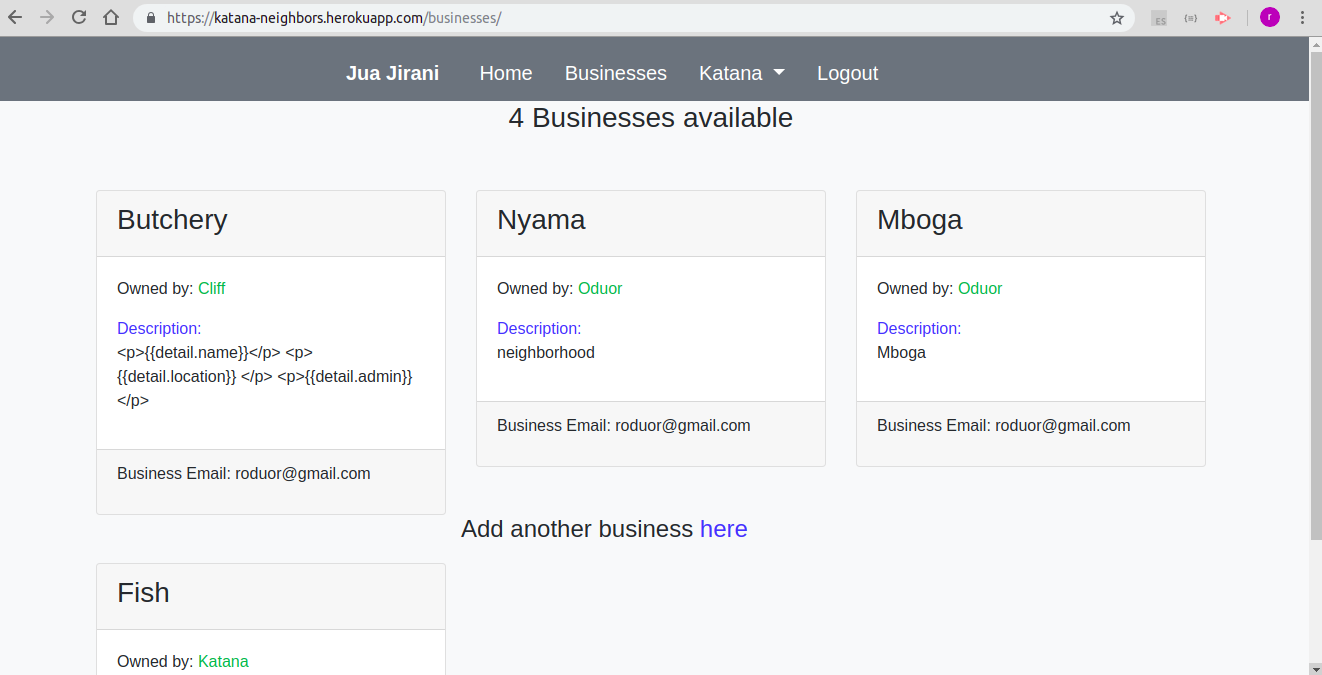 https://katana-neighbors.herokuapp.com/businesses/
ES
{=}
r
Jua Jirani Home Businesses Katana Logout
4 Businesses available
Butchery
Owned by: Cliff
Description:
<p>{{detail.name}}</p> <p>
{{detail.location}} </p> <p>{{detail.admin}}
</p>
Business Email: roduor@gmail.com
Nyama
Owned by: Oduor
Description:
neighborhood
Business Email: roduor@gmail.com
Mboga
Owned by: Oduor
Description:
Mboga
Business Email: roduor@gmail.com
Add another business here
Fish
Owned by: Katana